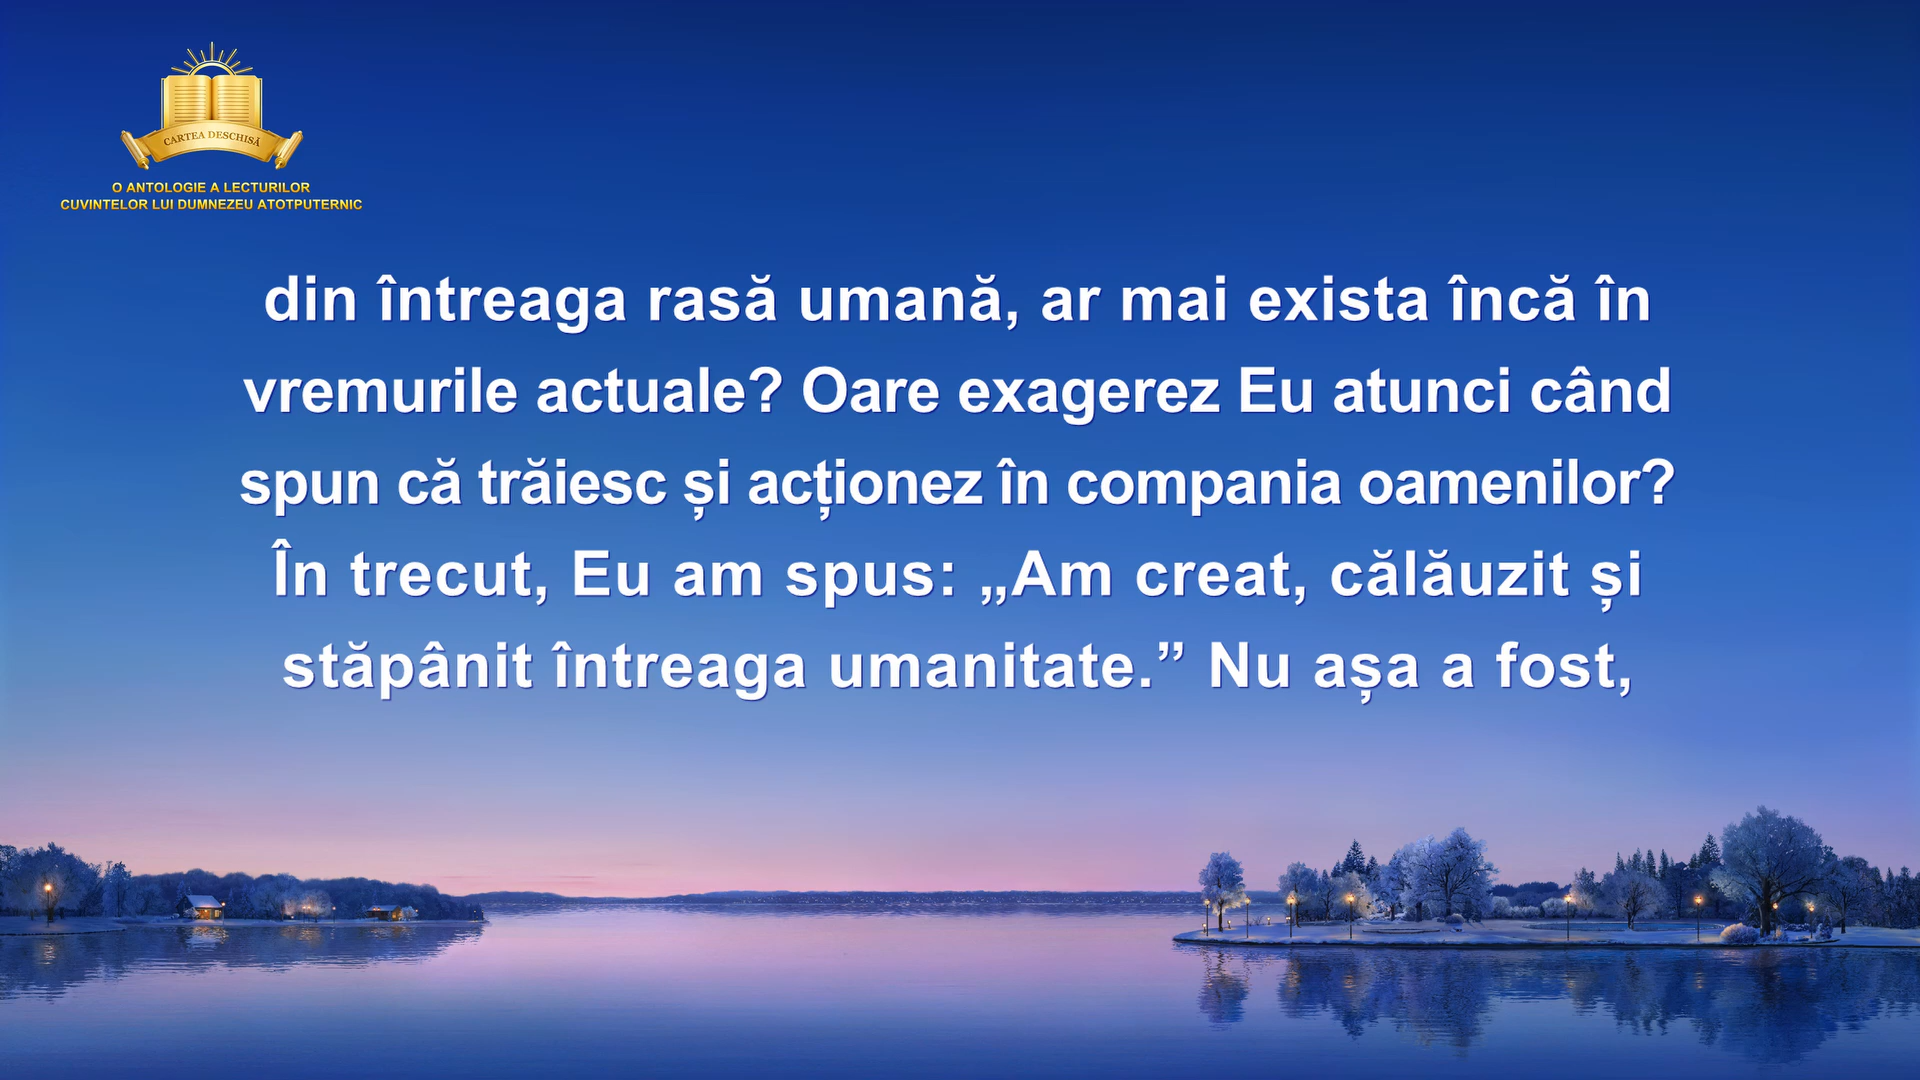 CARTEA DESCHISĂ
O ANTOLOGIE A LECTURILOR
CUVINTELOR LUI DUMNEZEU ATOTPUTERNIC
din întreaga rasă umană, ar mai exista încă în
vremurile actuale? Oare exagerez Eu atunci când
spun că trăiesc și acționez în compania oamenilor?
În trecut, Eu am spus: „Am creat, călăuzit și
stăpânit întreaga umanitate.” Nu așa a fost,